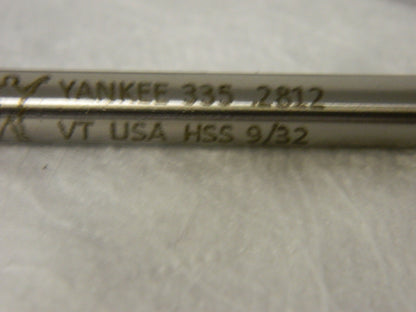 YANKEE 335 .2812
VT USA HSS 9/32